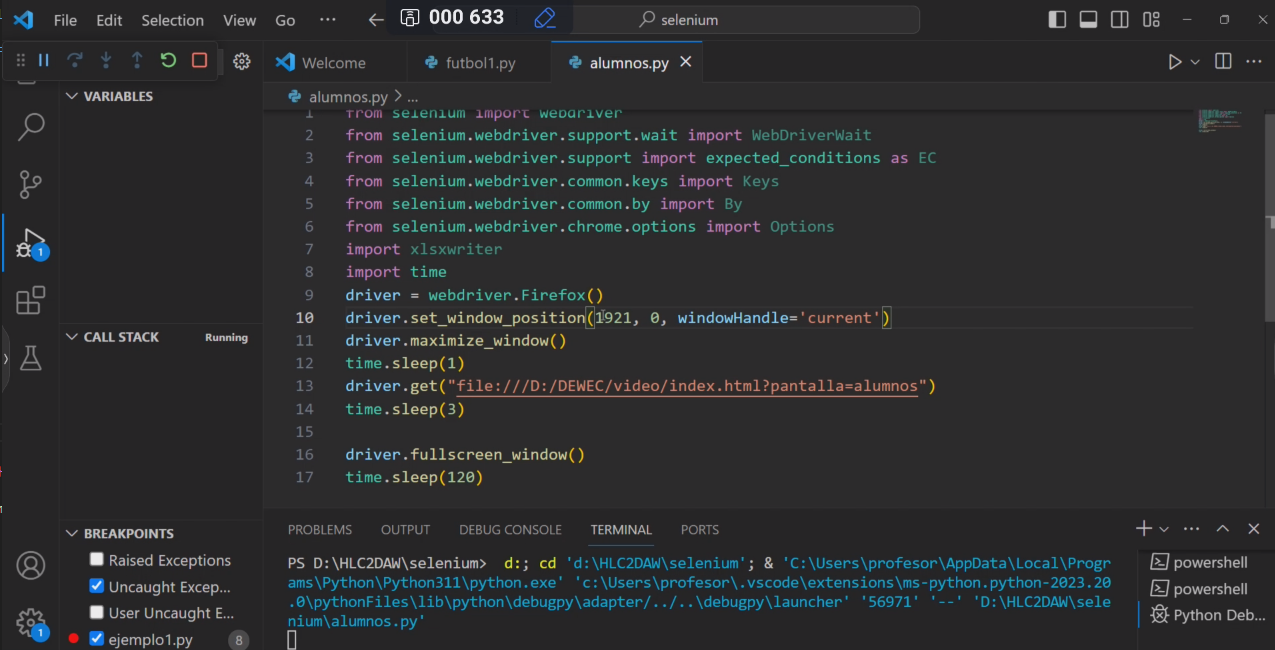 File Edit Selection View Go ··· 000 633 selenium
Welcome futbol1.py alumnos.py
VARIABLES
alumnos.py > ...
1 from selenium import webdriver
2 from selenium.webdriver.support.wait import WebDriverWait
3 from selenium.webdriver.support import expected_conditions as EC
4 from selenium.webdriver.common.keys import Keys
5 from selenium.webdriver.common.by import By
6 from selenium.webdriver.chrome.options import Options
7 import xlsxwriter
8 import time
9 driver = webdriver.Firefox()
10 driver.set_window_position(1921, 0, windowHandle='current')
11 driver.maximize_window()
12 time.sleep(1)
13 driver.get("file:///D:/DEWEC/video/index.html?pantalla=alumnos")
14 time.sleep(3)
15
16 driver.fullscreen_window()
17 time.sleep(120)
1
CALL STACK Running
BREAKPOINTS
Raised Exceptions
Uncaught Excep...
User Uncaught E...
ejemplo1.py 8
1
PROBLEMS OUTPUT DEBUG CONSOLE TERMINAL PORTS
PS D:\HLC2DAW\selenium> d:; cd 'd:\HLC2DAW\selenium'; & 'C:\Users\profesor\AppData\Local\Progr
ams\Python\Python311\python.exe' 'c:\Users\profesor\.vscode\extensions\ms-python.python-2023.20
.0\pythonFiles\lib\python\debugpy\adapter/../..\debugpy\launcher' '56971' '--' 'D:\HLC2DAW\sele
nium\alumnos.py'
powershell
powershell
Python Deb...